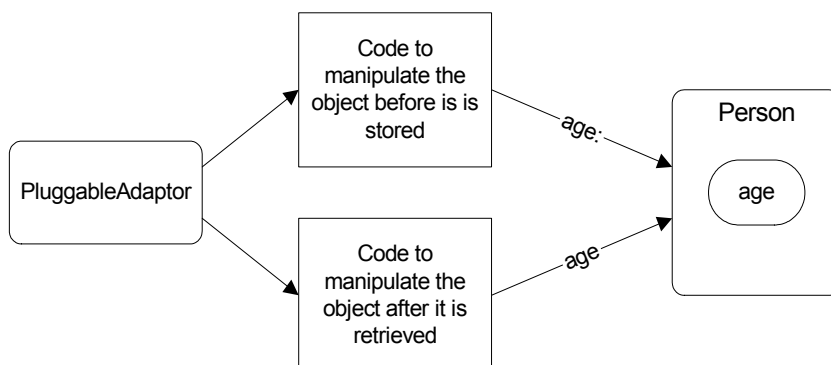 Code to
manipulate the
object before is is
stored
age:
Person
age
PluggableAdaptor
Code to
manipulate the
object after it is
retrieved
age